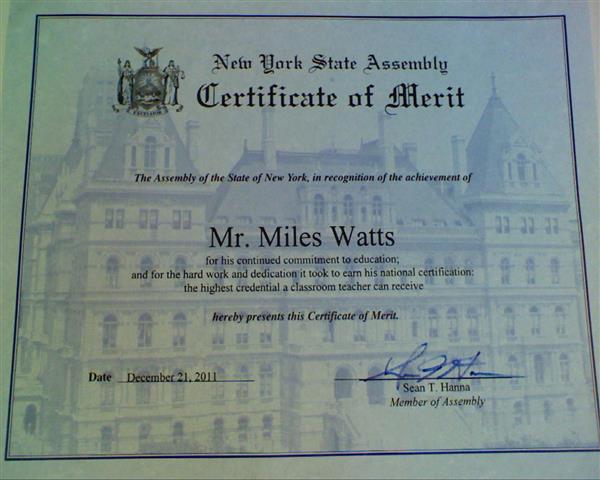 New York State Assembly
Certificate of Merit
EXCELSIOR
The Assembly of the State of New York, in recognition of the achievement of
Mr. Miles Watts
for his continued commitment to education;
and for the hard work and dedication it took to earn his national certification:
the highest credential a classroom teacher can receive
hereby presents this Certificate of Merit.
Date December 21, 2011
Sean T. Hanna
Member of Assembly